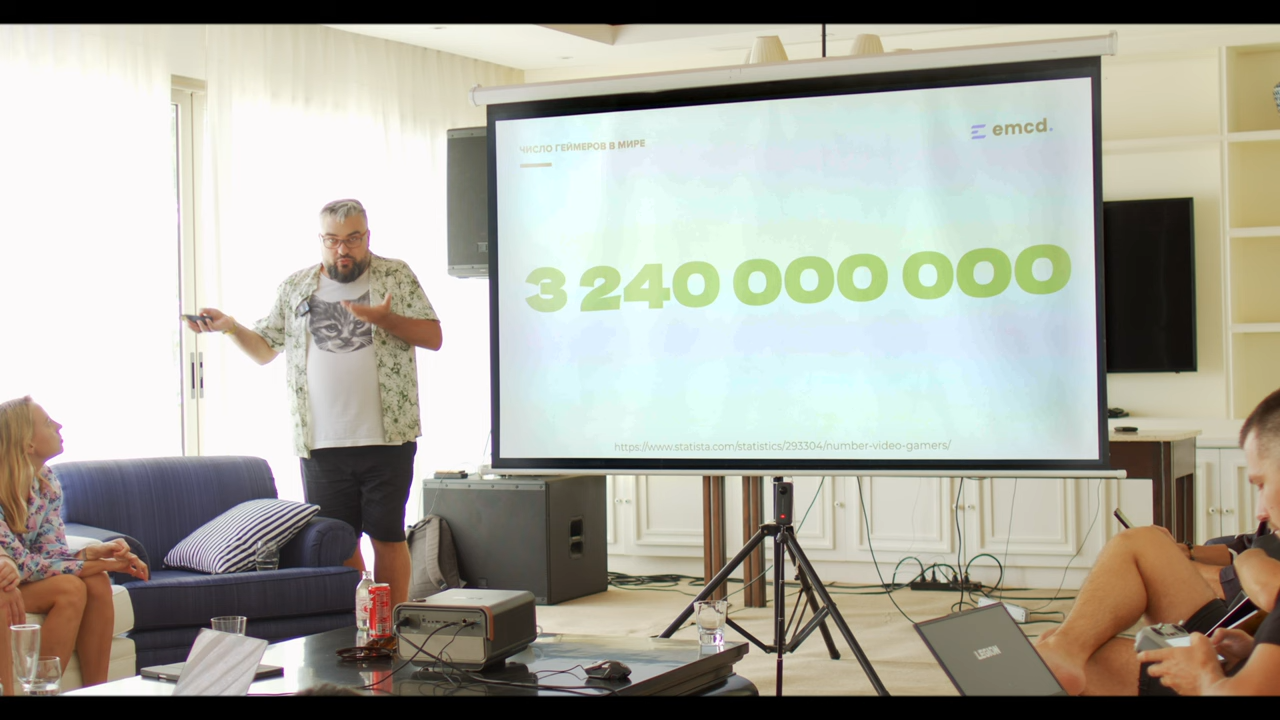 ЧИСЛО ГЕЙМЕРОВ В МИРЕ
emcd.
3 240 000 000
https://www.statista.com/statistics/293304/number-video-gamers/
LEGION